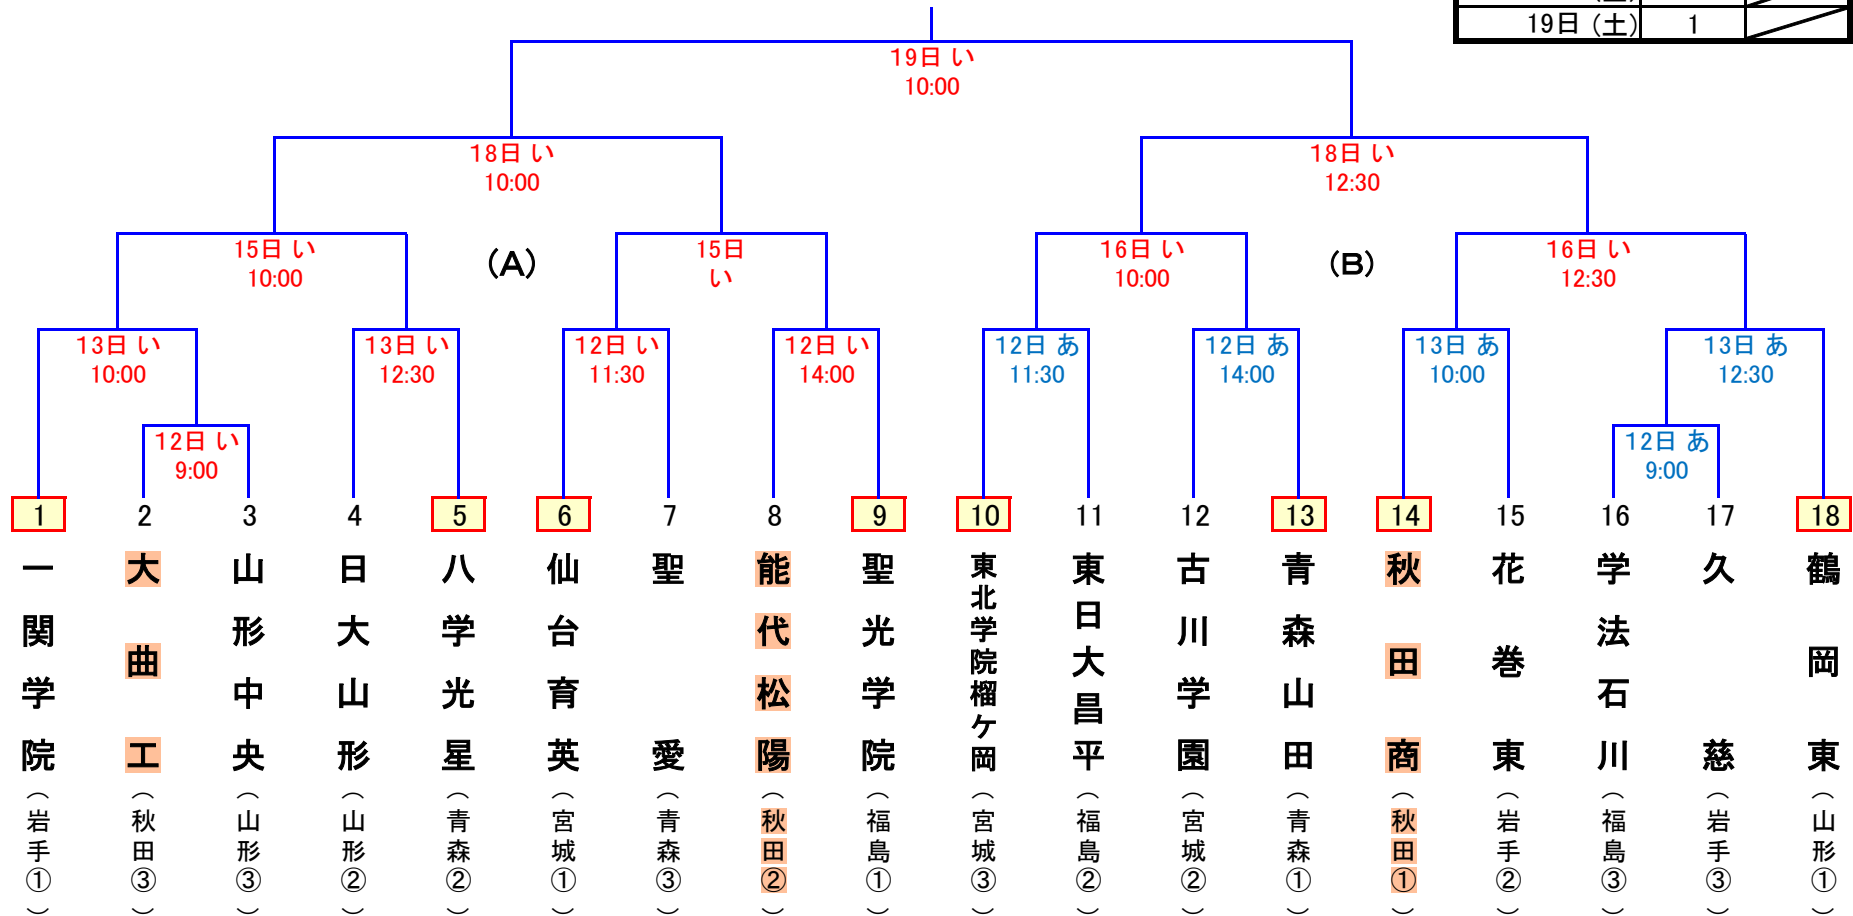 19日（土） 1
19日 い
10:00
18日 い
10:00
18日 い
12:30
15日 い
10:00
(A)
15日
い
16日 い
10:00
(B)
16日 い
12:30
13日 い
10:00
13日 い
12:30
12日 い
11:30
12日 い
14:00
12日 あ
11:30
12日 あ
14:00
13日 あ
10:00
13日 あ
12:30
12日 い
9:00
12日 あ
9:00
1 2 3 4 5 6 7 8 9 10 11 12 13 14 15 16 17 18
一関学院（岩手①）
大曲工（秋田③）
山形中央（山形③）
日大山形（山形②）
八学光星（青森②）
仙台育英（宮城①）
聖愛（青森③）
能代松陽（秋田②）
聖光学院（福島①）
東北学院榴ケ岡（宮城③）
東日大昌平（福島②）
古川学園（宮城②）
青森山田（青森①）
秋田商（秋田①）
花巻東（岩手②）
学法石川（福島③）
久慈（岩手③）
鶴岡東（山形①）